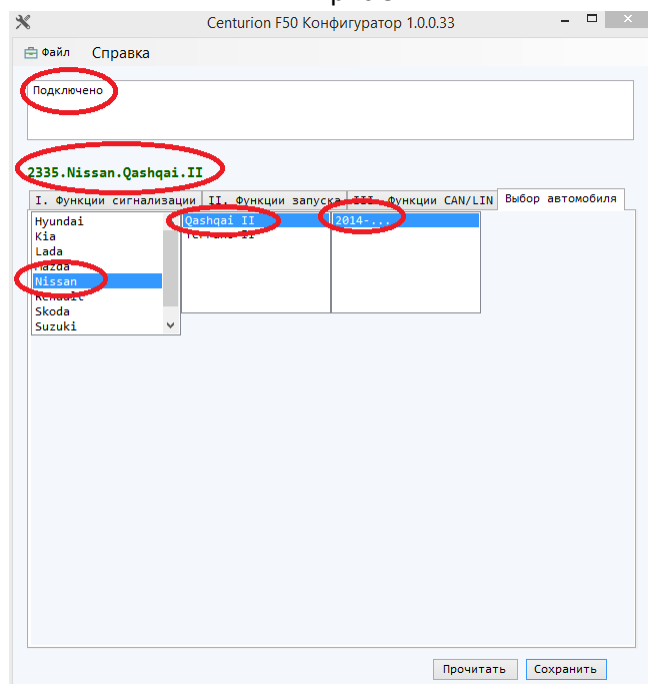 Centurion F50 Конфигуратор 1.0.0.33
Файл Справка
Подключено
2335.Nissan.Qashqai.II
I. Функции сигнализации II. Функции запуска III. Функции CAN/LIN Выбор автомобиля
Hyundai Qashqai II 2014-...
Kia Terrano II
Lada
Mazda
Nissan
Renault
Skoda
Suzuki
Прочитать Сохранить